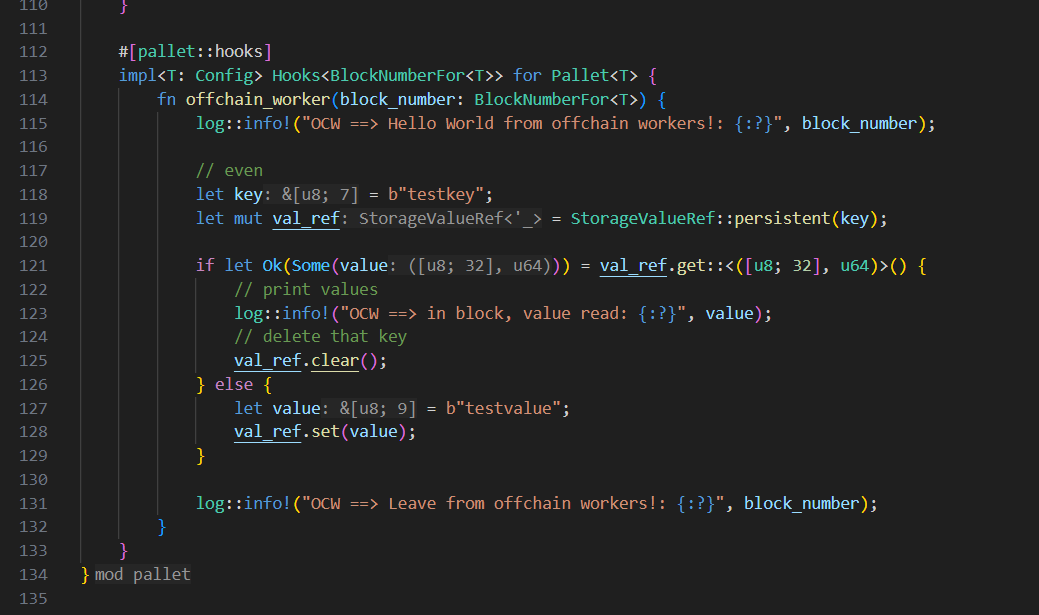 110 }
111
112 #[pallet::hooks]
113 impl<T: Config> Hooks<BlockNumberFor<T>> for Pallet<T> {
114 fn offchain_worker(block_number: BlockNumberFor<T>) {
115 log::info!("OCW ==> Hello World from offchain workers!: {:?}", block_number);
116
117 // even
118 let key: &[u8; 7] = b"testkey";
119 let mut val_ref: StorageValueRef<'_> = StorageValueRef::persistent(key);
120
121 if let Ok(Some(value: ([u8; 32], u64))) = val_ref.get::<([u8; 32], u64)>() {
122 // print values
123 log::info!("OCW ==> in block, value read: {:?}", value);
124 // delete that key
125 val_ref.clear();
126 } else {
127 let value: &[u8; 9] = b"testvalue";
128 val_ref.set(value);
129 }
130
131 log::info!("OCW ==> Leave from offchain workers!: {:?}", block_number);
132 }
133 }
134 } mod pallet
135